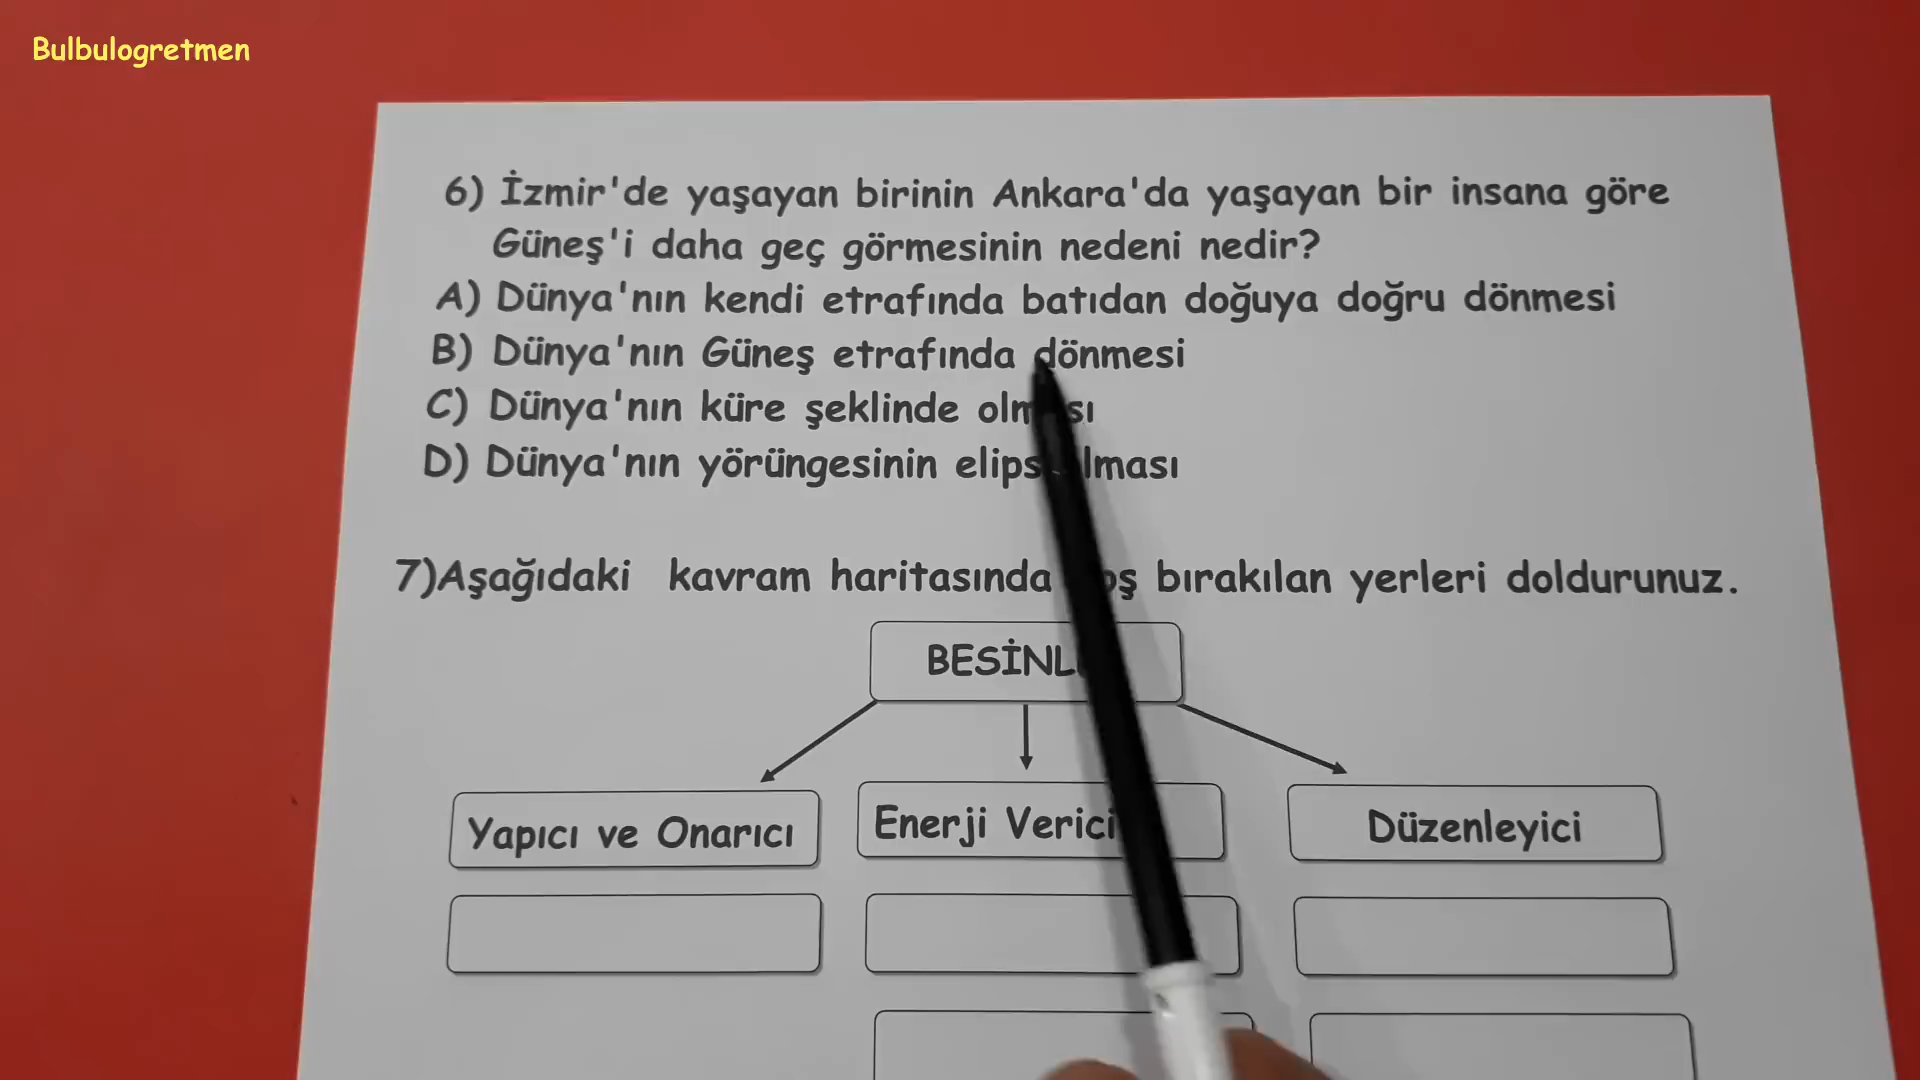 Bulbulogretmen
6) İzmir'de yaşayan birinin Ankara'da yaşayan bir insana göre
Güneş'i daha geç görmesinin nedeni nedir?
A) Dünya'nın kendi etrafında batıdan doğuya doğru dönmesi
B) Dünya'nın Güneş etrafında dönmesi
C) Dünya'nın küre şeklinde
D) Dünya'nın yörüngesinin elips
7)Aşağıdaki kavram haritasında bırakılan yerleri doldurunuz.
Yapıcı ve Onarıcı
Enerji Verici
Düzenleyici